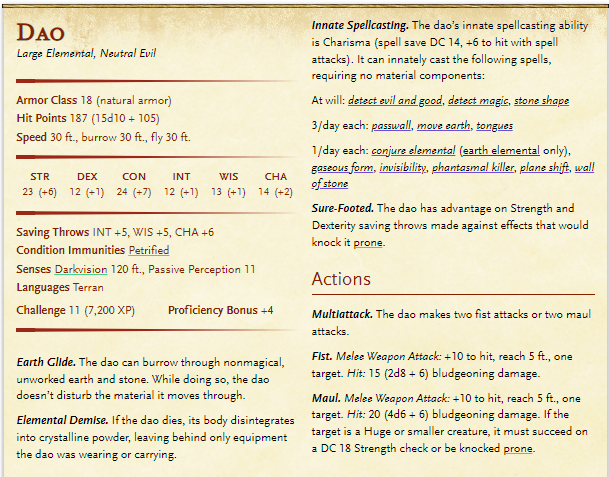 Dao
Large Elemental, Neutral Evil
Armor Class 18 (natural armor)
Hit Points 187 (15d10 + 105)
Speed 30 ft., burrow 30 ft., fly 30 ft.
STR DEX CON INT WIS CHA
23 (+6) 12 (+1) 24 (+7) 12 (+1) 13 (+1) 14 (+2)
Saving Throws INT +5, WIS +5, CHA +6
Condition Immunities Petrified
Senses Darkvision 120 ft., Passive Perception 11
Languages Terran
Challenge 11 (7,200 XP) Proficiency Bonus +4
Earth Glide. The dao can burrow through nonmagical,
unworked earth and stone. While doing so, the dao
doesn't disturb the material it moves through.
Elemental Demise. If the dao dies, its body disintegrates
into crystalline powder, leaving behind only equipment
the dao was wearing or carrying.
Innate Spellcasting. The dao's innate spellcasting ability
is Charisma (spell save DC 14, +6 to hit with spell
attacks). It can innately cast the following spells,
requiring no material components:
At will: detect evil and good, detect magic, stone shape
3/day each: passwall, move earth, tongues
1/day each: conjure elemental (earth elemental only),
gaseous form, invisibility, phantasmal killer, plane shift, wall
of stone
Sure-Footed. The dao has advantage on Strength and
Dexterity saving throws made against effects that would
knock it prone.
Actions
Multiattack. The dao makes two fist attacks or two maul
attacks.
Fist. Melee Weapon Attack: +10 to hit, reach 5 ft., one
target. Hit: 15 (2d8 + 6) bludgeoning damage.
Maul. Melee Weapon Attack: +10 to hit, reach 5 ft., one
target. Hit: 20 (4d6 + 6) bludgeoning damage. If the
target is a Huge or smaller creature, it must succeed on
a DC 18 Strength check or be knocked prone.